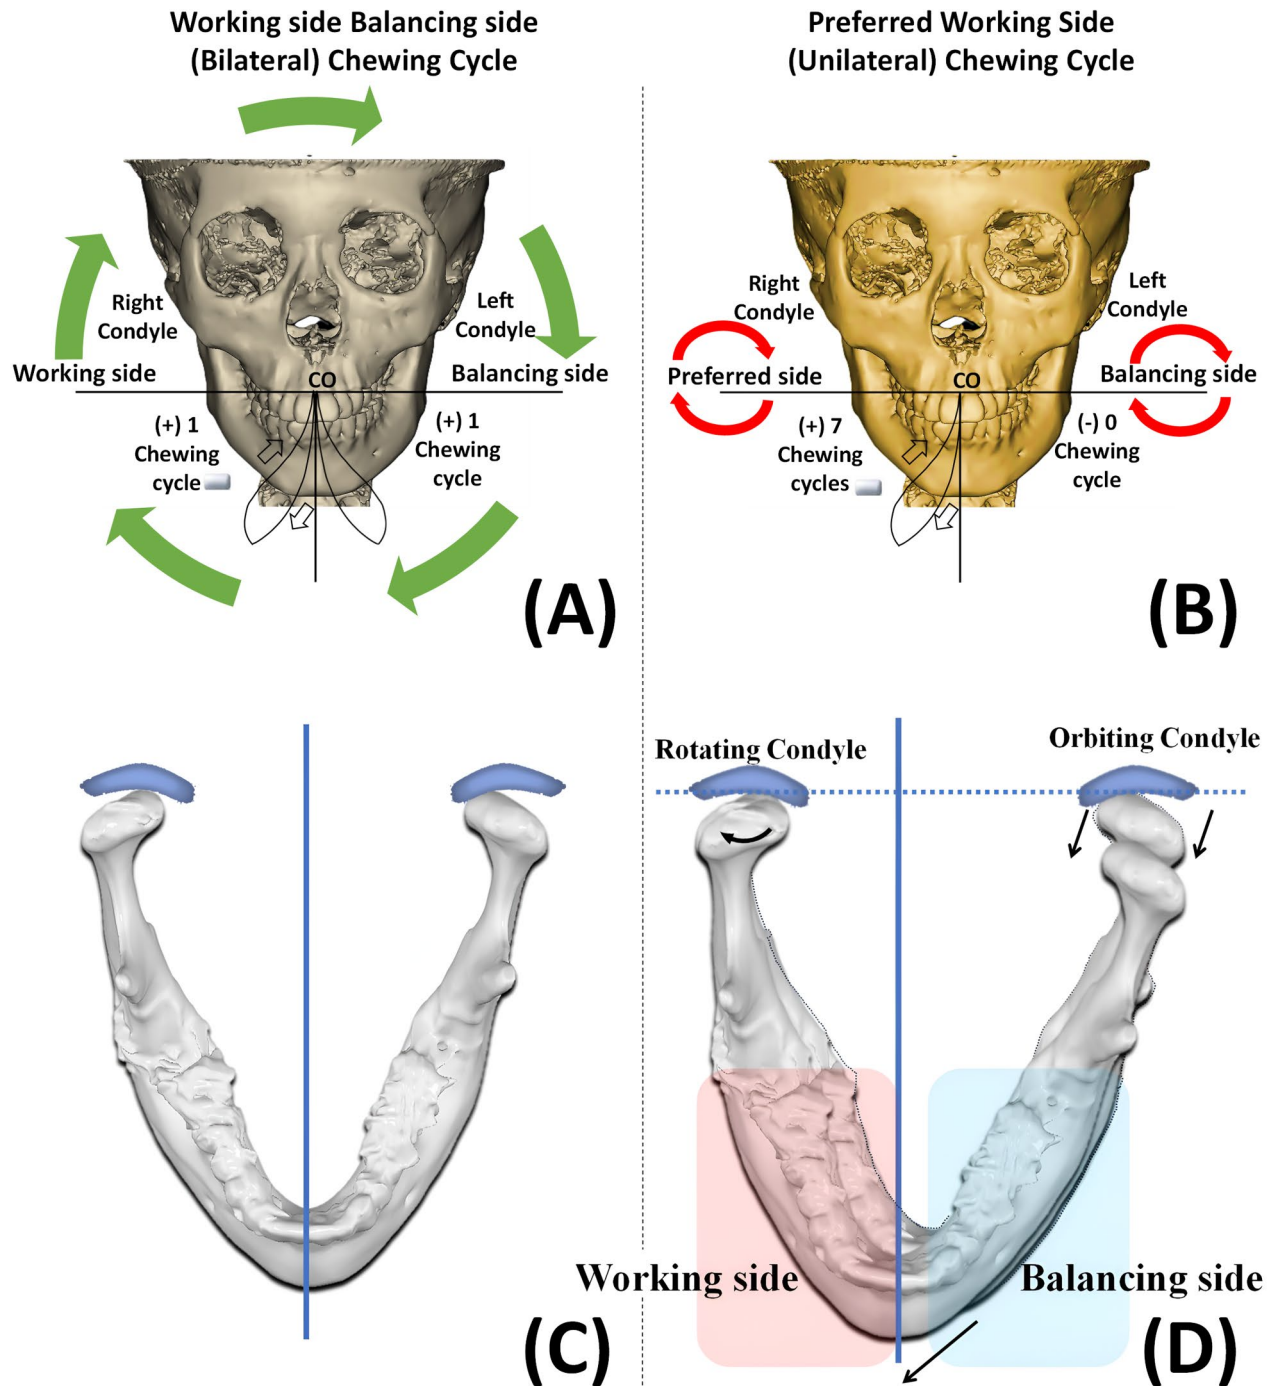 Working side Balancing side
(Bilateral) Chewing Cycle
Right
Condyle
Left
Condyle
Working side
CO
Balancing side
(+) 1
Chewing
cycle
(+) 1
Chewing
cycle
(A)
Preferred Working Side
(Unilateral) Chewing Cycle
Right
Condyle
Left
Condyle
Preferred side
CO
Balancing side
(+) 7
Chewing
cycles
(-) 0
Chewing
cycle
(B)
(C)
Rotating Condyle
Orbiting Condyle
Working side
Balancing side
(D)